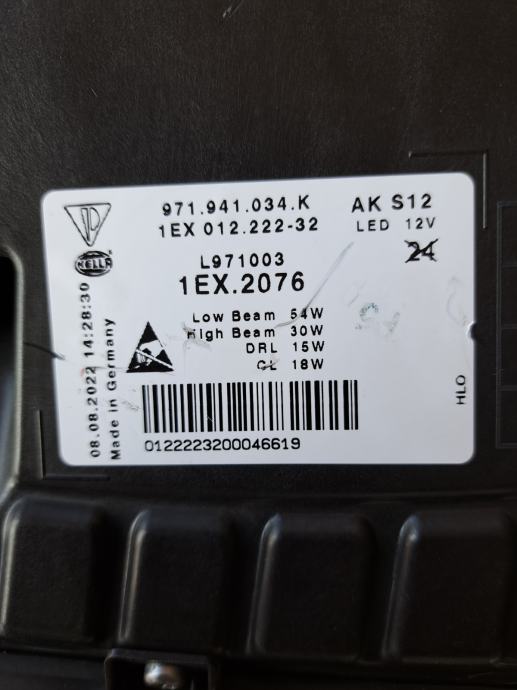 971.941.034.K
AK S12
1EX 012.222-32
LED 12V
24
HELLA
L971003
1EX.2076
Low Beam 54W
High Beam 30W
DRL 15W
CL 18W
08.08.2022 14:28:30
Made in Germany
HLO
0122223200046619